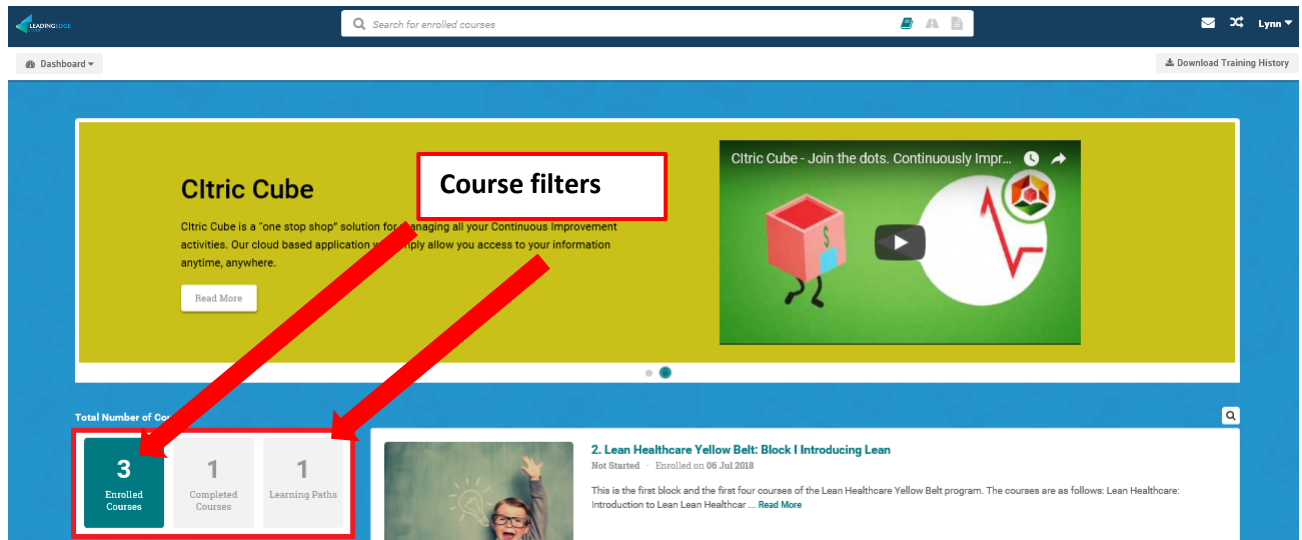 LEADINGEDGE
Search for enrolled courses
Lynn
Dashboard
Download Training History
CItric Cube
CItric Cube is a "one stop shop" solution for managing all your Continuous Improvement
activities. Our cloud based application will simply allow you access to your information
anytime, anywhere.
Read More
Course filters
CItric Cube - Join the dots. Continuously Impr...
$
Total Number of
3
Enrolled
Courses
1
Completed
Courses
1
Learning Paths
2. Lean Healthcare Yellow Belt: Block I Introducing Lean
Not Started · Enrolled on 06 Jul 2018
This is the first block and the first four courses of the Lean Healthcare Yellow Belt program. The courses are as follows: Lean Healthcare:
Introduction to Lean Lean Healthcar ... Read More